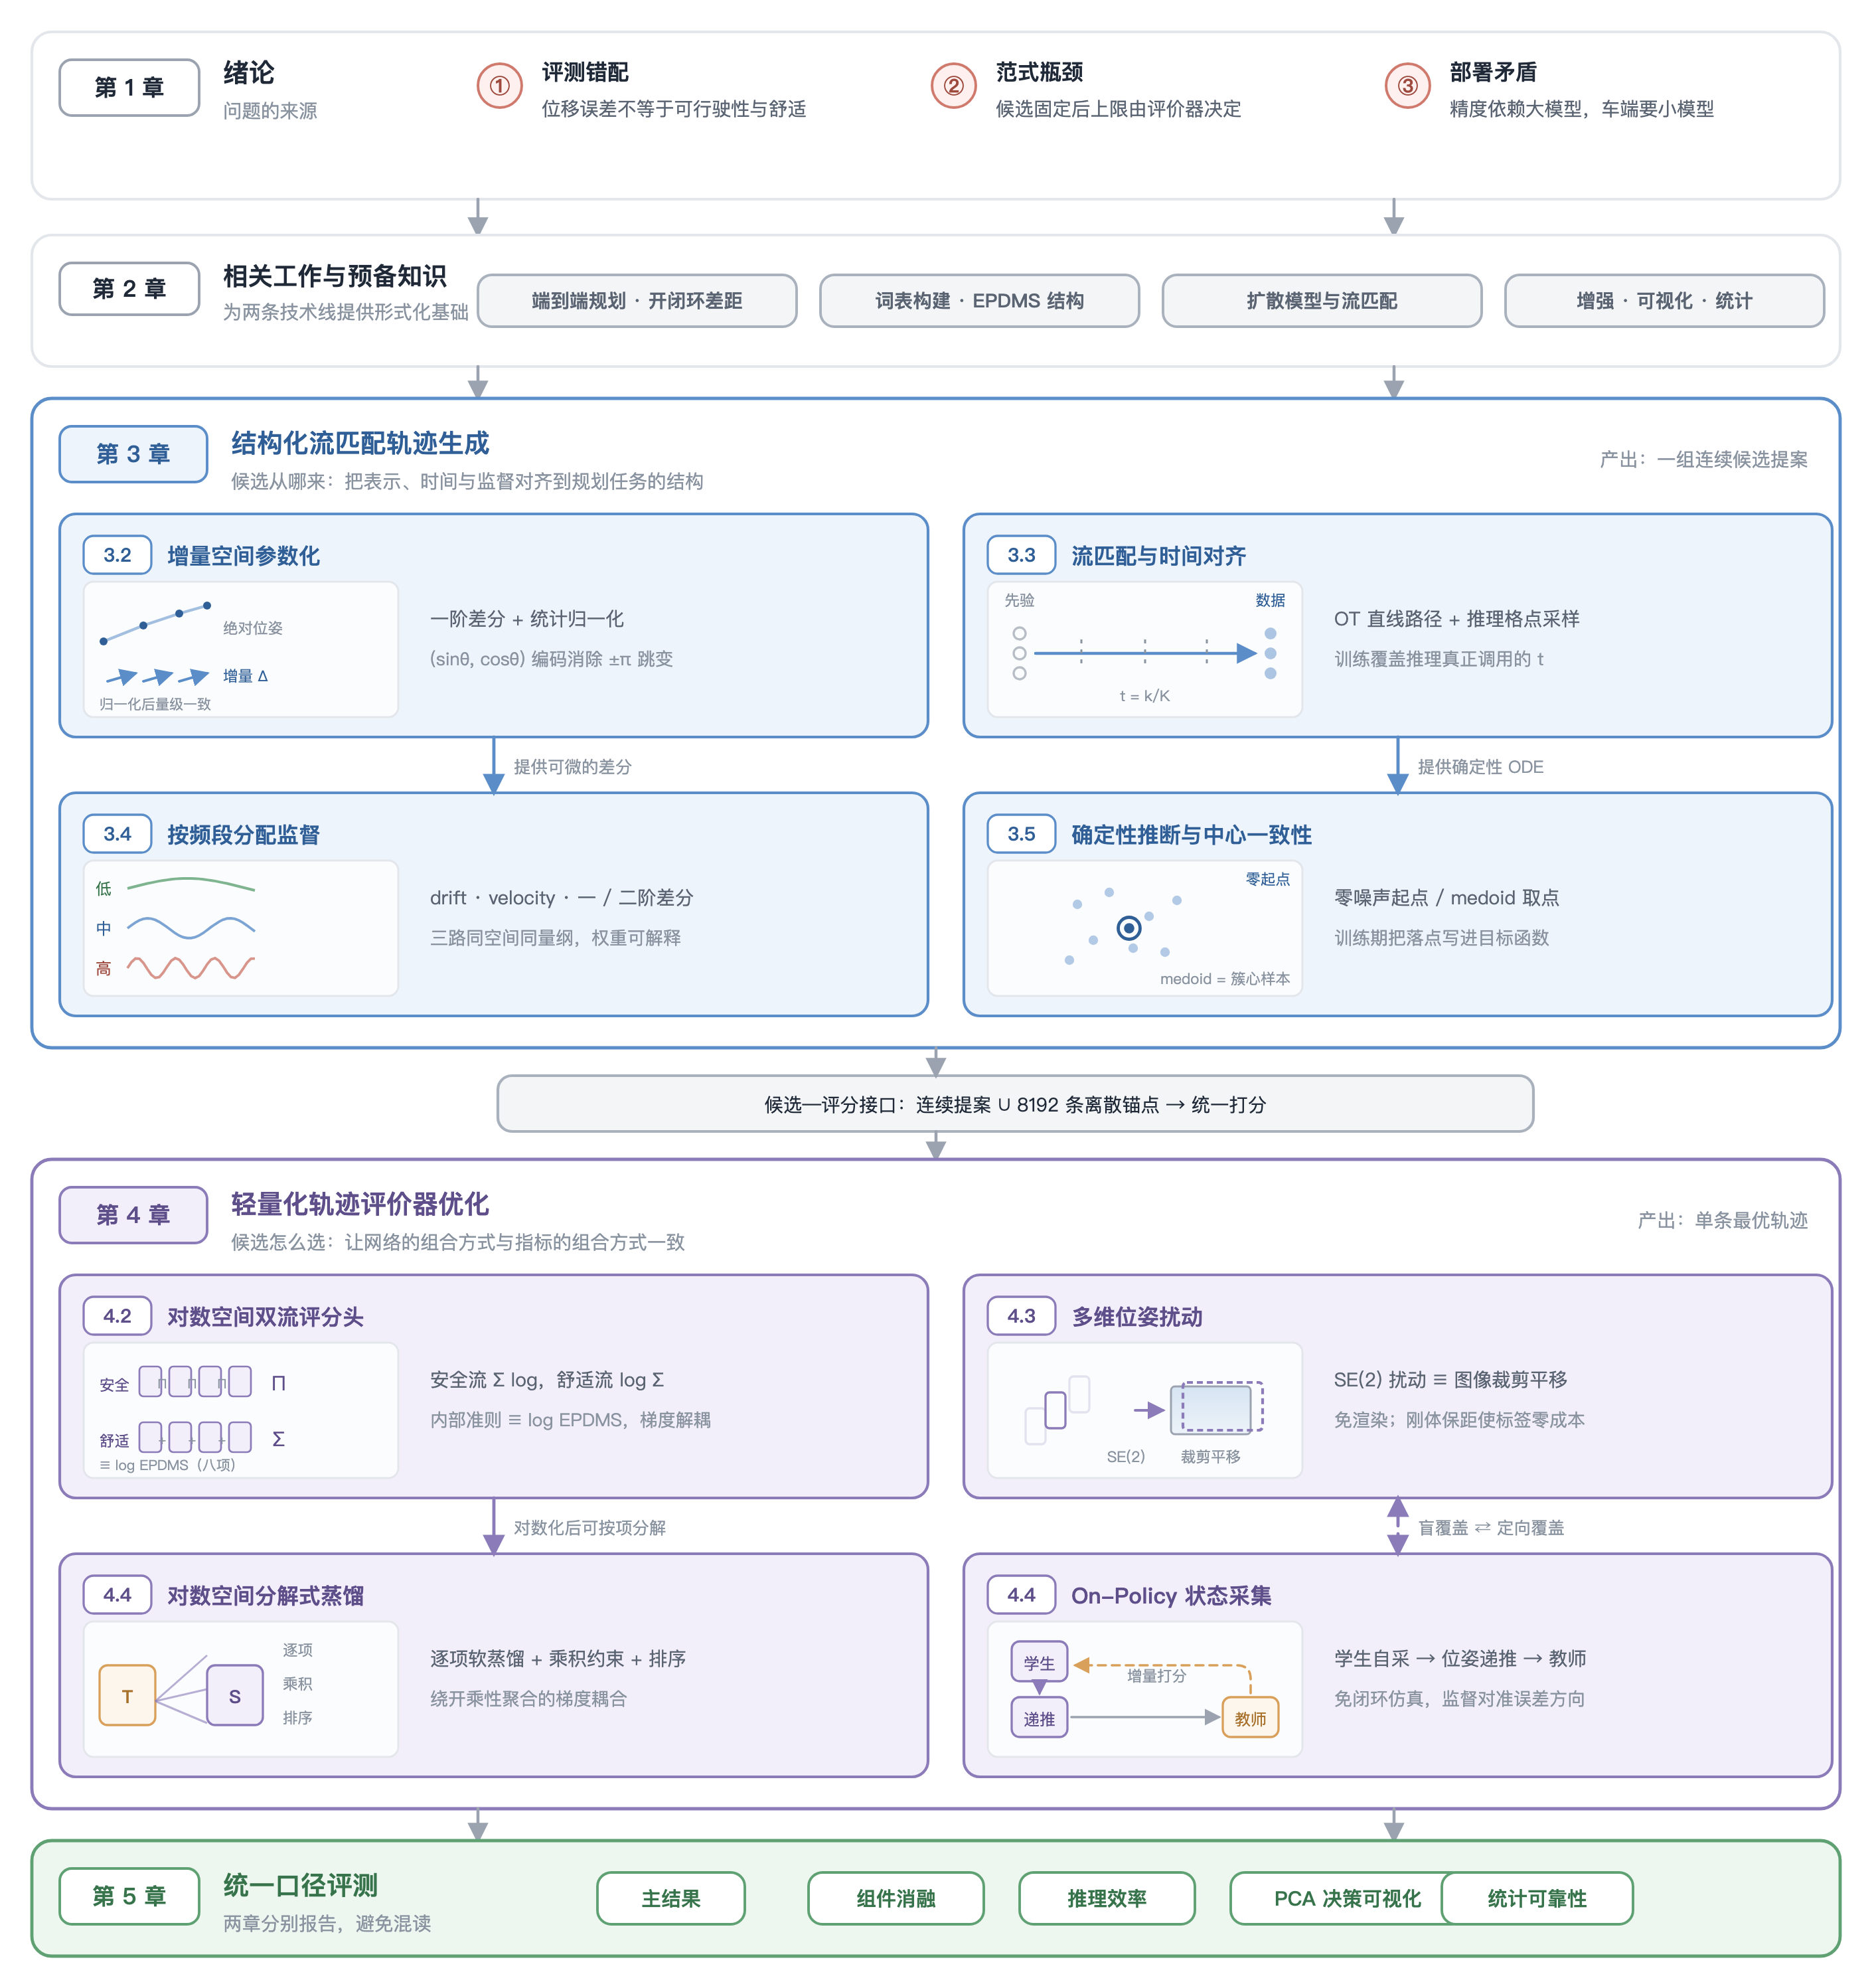 第 1 章
绪论
问题的来源
①
评测错配
位移误差不等于可行驶性与舒适
②
范式瓶颈
候选固定后上限由评价器决定
③
部署矛盾
精度依赖大模型，车端要小模型
第 2 章
相关工作与预备知识
为两条技术线提供形式化基础
端到端规划 · 开闭环差距
词表构建 · EPDMS 结构
扩散模型与流匹配
增强 · 可视化 · 统计
第 3 章
结构化流匹配轨迹生成
候选从哪来：把表示、时间与监督对齐到规划任务的结构
产出：一组连续候选提案
3.2
增量空间参数化
绝对位姿
增量 Δ
归一化后量级一致
一阶差分 + 统计归一化
(sinθ, cosθ) 编码消除 ±π 跳变
3.3
流匹配与时间对齐
先验
数据
t = k/K
OT 直线路径 + 推理格点采样
训练覆盖推理真正调用的 t
提供可微的差分
提供确定性 ODE
3.4
按频段分配监督
低
中
高
drift · velocity · 一 / 二阶差分
三路同空间同量纲，权重可解释
3.5
确定性推断与中心一致性
零起点
medoid = 簇心样本
零噪声起点 / medoid 取点
训练期把落点写进目标函数
候选—评分接口：连续提案 ∪ 8192 条离散锚点 → 统一打分
第 4 章
轻量化轨迹评价器优化
候选怎么选：让网络的组合方式与指标的组合方式一致
产出：单条最优轨迹
4.2
对数空间双流评分头
安全
Π Π Π
Π
舒适
+ + +
Σ
≡ log EPDMS（八项）
安全流 Σ log，舒适流 log Σ
内部准则 ≡ log EPDMS，梯度解耦
4.3
多维位姿扰动
SE(2)
裁剪平移
SE(2) 扰动 ≡ 图像裁剪平移
免渲染；刚体保距使标签零成本
对数化后可按项分解
盲覆盖 ⇄ 定向覆盖
4.4
对数空间分解式蒸馏
T
S
逐项
乘积
排序
逐项软蒸馏 + 乘积约束 + 排序
绕开乘性聚合的梯度耦合
4.4
On-Policy 状态采集
学生
增量打分
递推
教师
学生自采 → 位姿递推 → 教师
免闭环仿真，监督对准误差方向
第 5 章
统一口径评测
两章分别报告，避免混读
主结果
组件消融
推理效率
PCA 决策可视化
统计可靠性